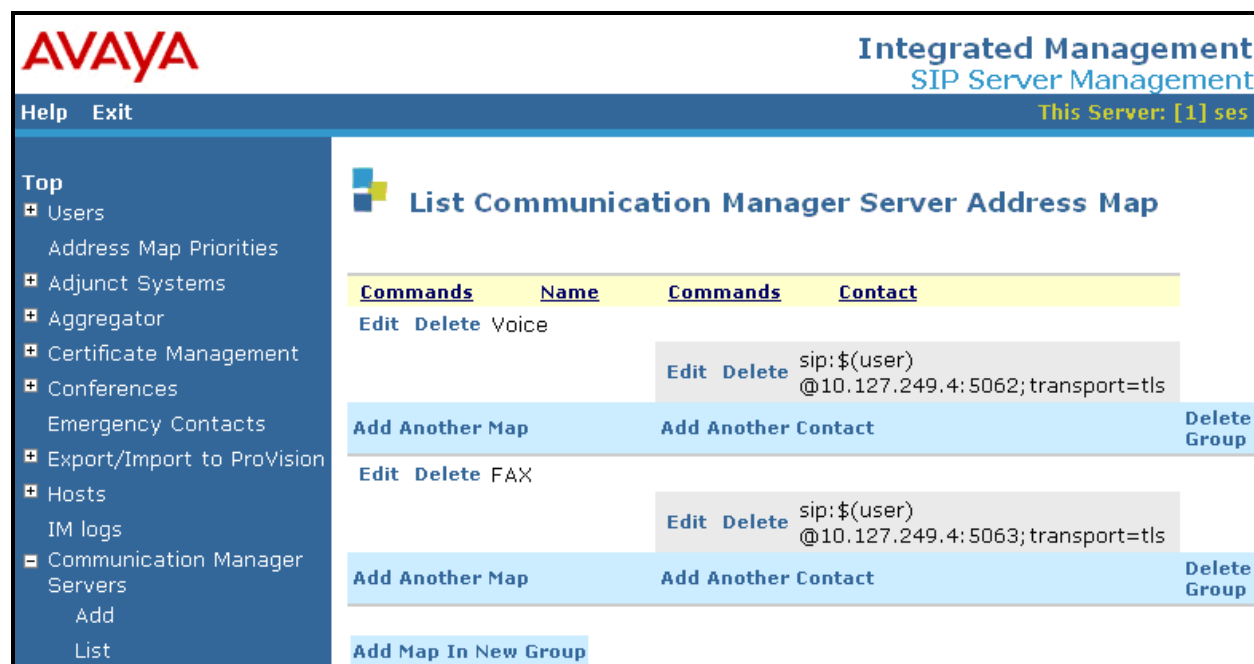 AVAYA
Integrated Management
SIP Server Management
Help Exit
This Server: [1] ses
Top
Users
Address Map Priorities
Adjunct Systems
Aggregator
Certificate Management
Conferences
Emergency Contacts
Export/Import to ProVision
Hosts
IM logs
Communication Manager
Servers
Add
List
List Communication Manager Server Address Map
Commands Name Commands Contact
Edit Delete Voice
Edit Delete sip:$(user)
@10.127.249.4:5062;transport=tls
Add Another Map Add Another Contact Delete
Group
Edit Delete FAX
Edit Delete sip:$(user)
@10.127.249.4:5063;transport=tls
Add Another Map Add Another Contact Delete
Group
Add Map In New Group